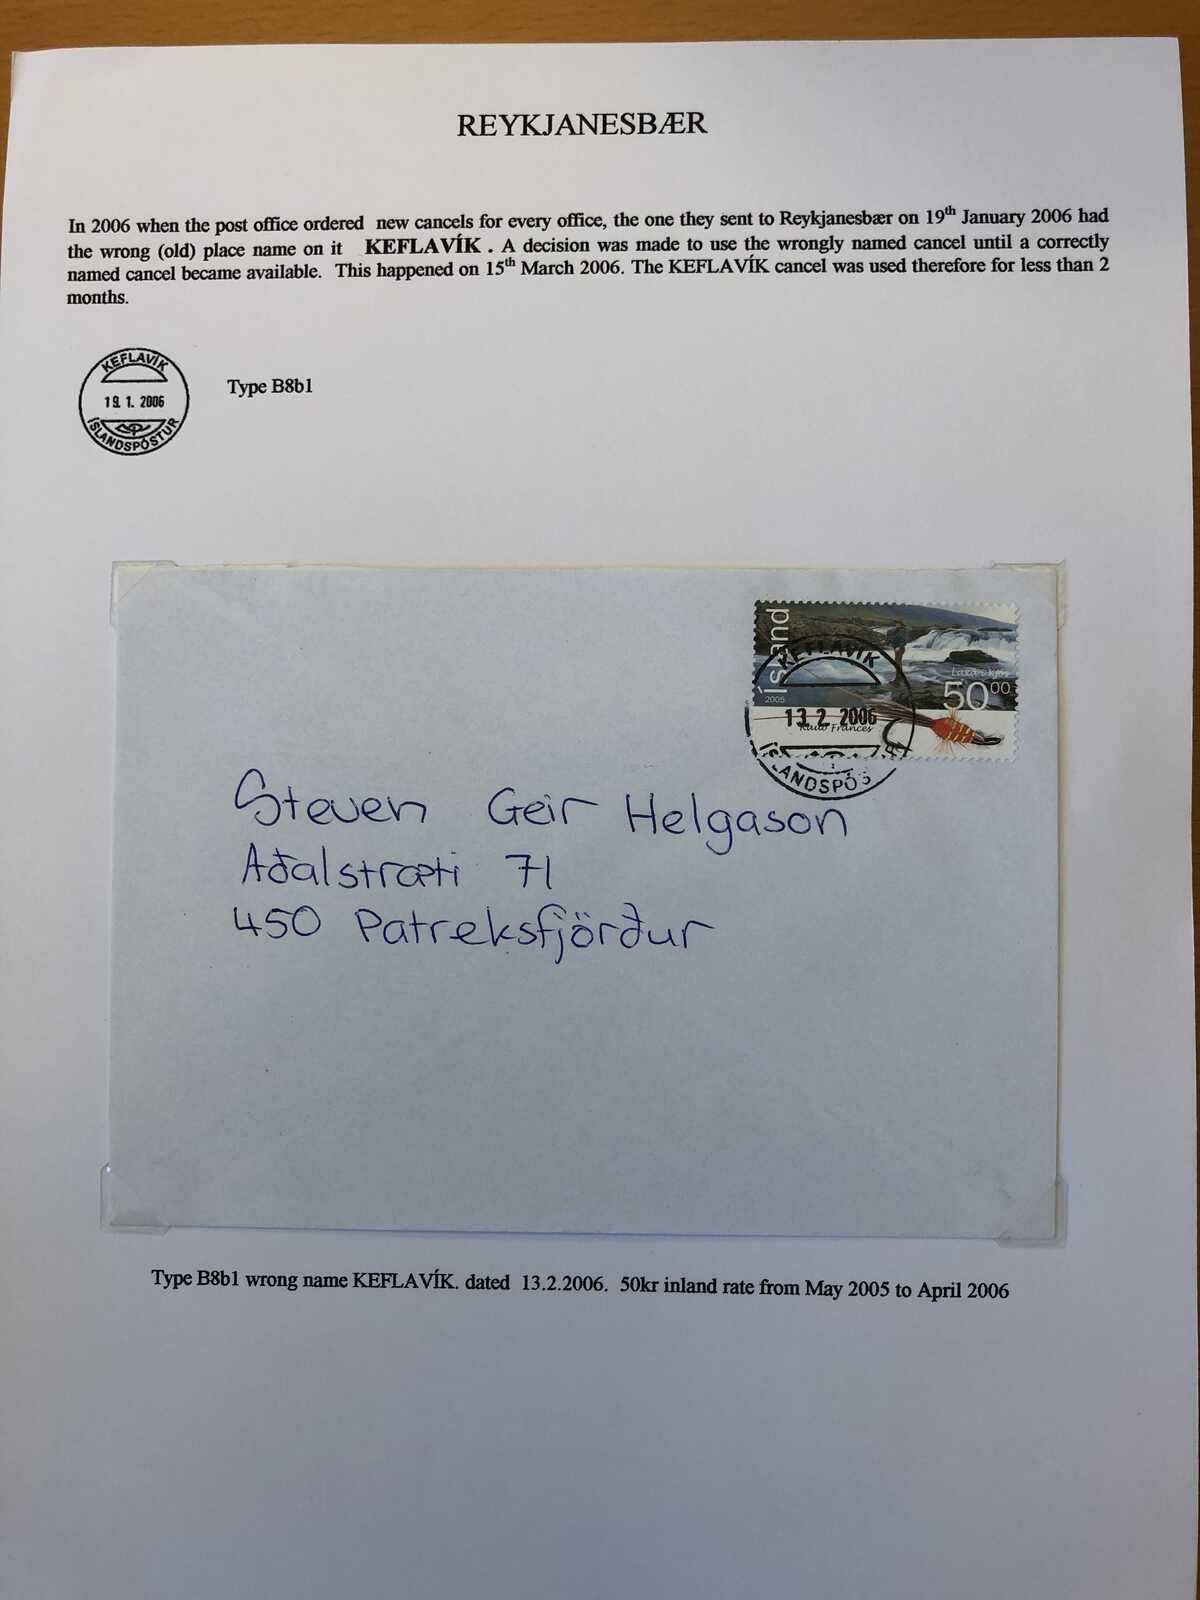 REYKJANESBÆR
In 2006 when the post office ordered new cancels for every office, the one they sent to Reykjanesbær on 19th January 2006 had
the wrong (old) place name on it KEFLAVÍK . A decision was made to use the wrongly named cancel until a correctly
named cancel became available. This happened on 15th March 2006. The KEFLAVÍK cancel was used therefore for less than 2
months.
KEFLAVÍK
19. 1. 2006
ÍSLANDSPÓSTUR
Type B8b1
Ísland
2005
5000
Rauð Frances
KEFLAVÍK
13. 2. 2006
Steven Geir Helgason
Aðalstræti 71
450 Patreksfjörður
Type B8b1 wrong name KEFLAVÍK. dated 13.2.2006. 50kr inland rate from May 2005 to April 2006